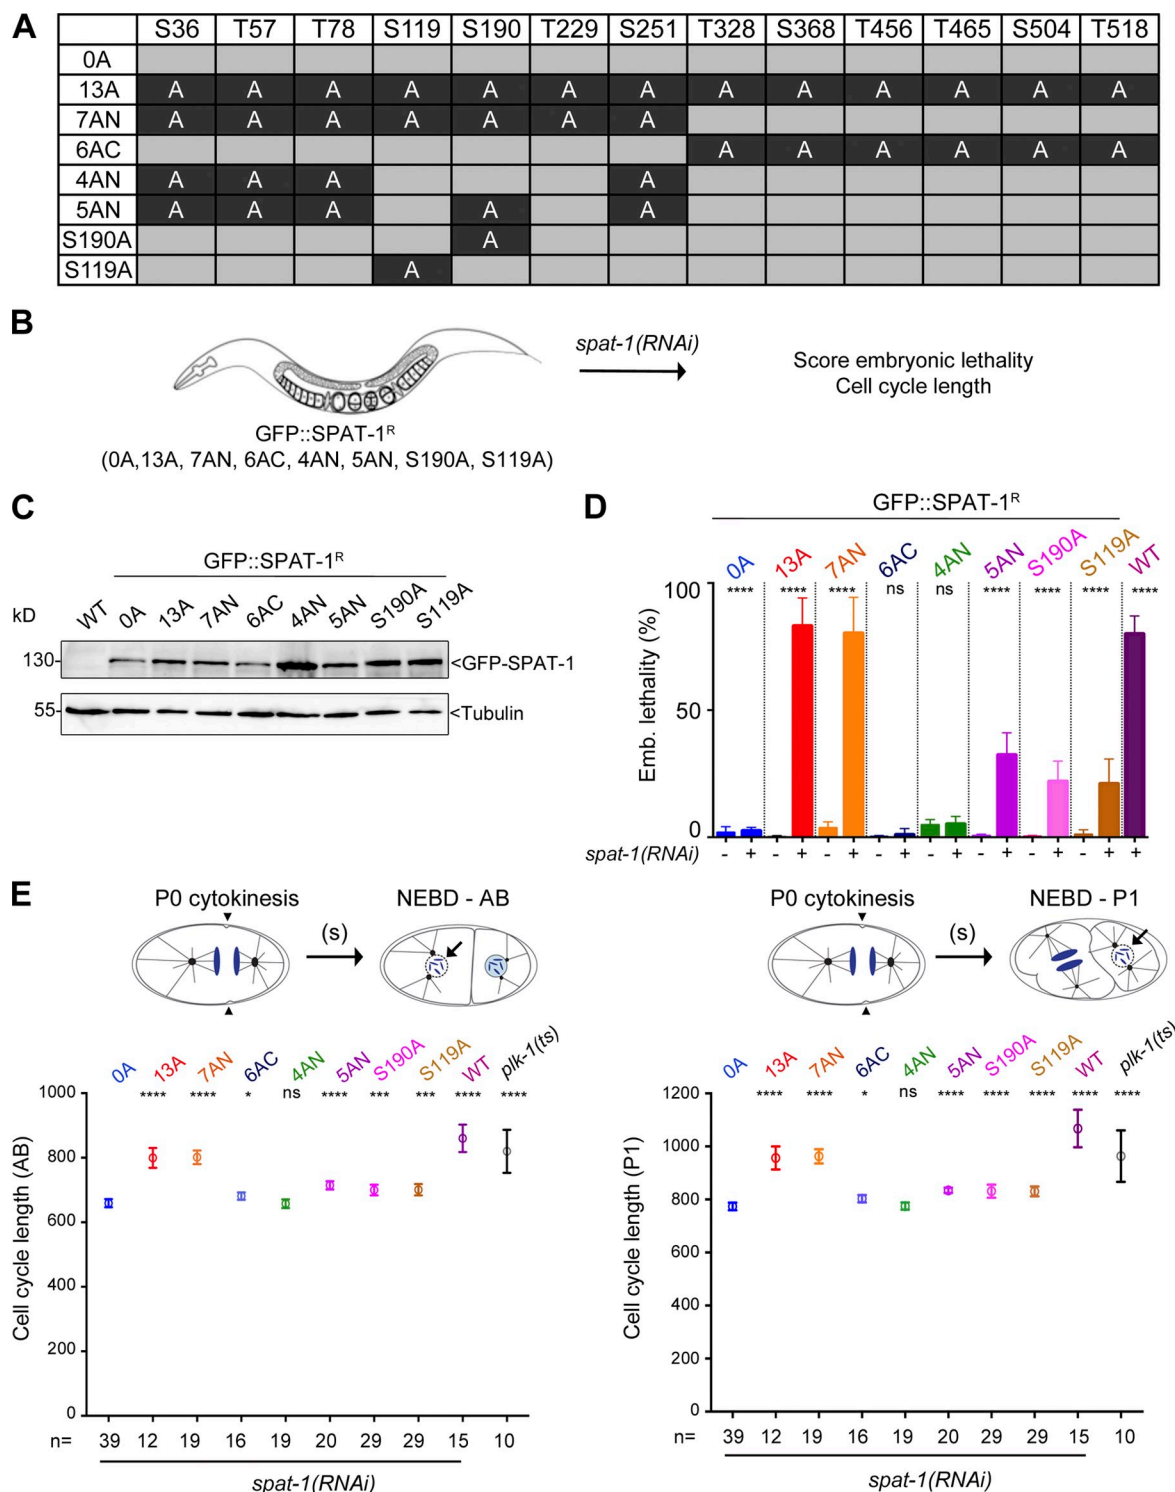 A
S36 T57 T78 S119 S190 T229 S251 T328 S368 T456 T465 S504 T518
0A
13A A A A A A A A A A A A A A
7AN A A A A A A A
6AC A A A A A A
4AN A A A A
5AN A A A A A
S190A A
S119A A
B
spat-1(RNAi)
Score embryonic lethality
Cell cycle length
GFP::SPAT-1R
(0A,13A, 7AN, 6AC, 4AN, 5AN, S190A, S119A)
C
GFP::SPAT-1R
kD WT 0A 13A 7AN 6AC 4AN 5AN S190A S119A
130- <GFP-SPAT-1
55- <Tubulin
D
GFP::SPAT-1R
0A 13A 7AN 6AC 4AN 5AN S190A S119A WT
**** **** **** ns ns **** **** **** ****
Emb. lethality (%)
100
50
0
spat-1(RNAi) - + - + - + - + - + - + - + - + +
E
P0 cytokinesis (s) NEBD - AB
0A 13A 7AN 6AC 4AN 5AN S190A S119A WT plk-1(ts)
**** **** * ns **** *** *** **** ****
Cell cycle length (AB)
1000
800
600
400
200
0
n= 39 12 19 16 19 20 29 29 15 10
spat-1(RNAi)
P0 cytokinesis (s) NEBD - P1
0A 13A 7AN 6AC 4AN 5AN S190A S119A WT plk-1(ts)
**** **** * ns **** **** **** **** ****
Cell cycle length (P1)
1200
1000
800
600
400
200
0
n= 39 12 19 16 19 20 29 29 15 10
spat-1(RNAi)